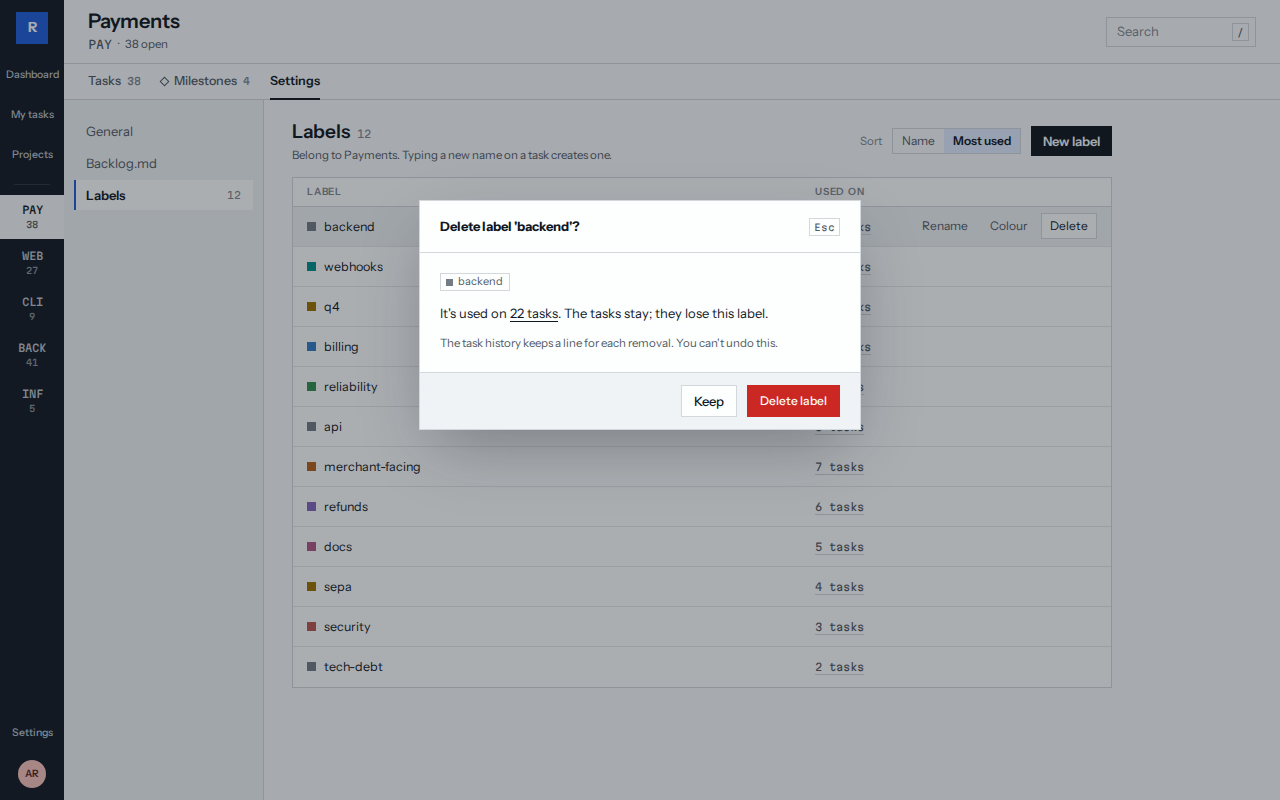 R
Dashboard
My tasks
Projects
PAY
38
WEB
27
CLI
9
BACK
41
INF
5
Settings
AR
Payments
PAY · 38 open
Search /
Tasks 38 Milestones 4 Settings
General
Backlog.md
Labels 12
Labels 12
Belong to Payments. Typing a new name on a task creates one.
Sort Name Most used New label
LABEL USED ON
backend Rename Colour Delete
webhooks
q4
billing
reliability
api
merchant-facing 7 tasks
refunds 6 tasks
docs 5 tasks
sepa 4 tasks
security 3 tasks
tech-debt 2 tasks
Delete label 'backend'? Esc
backend
It's used on 22 tasks. The tasks stay; they lose this label.
The task history keeps a line for each removal. You can't undo this.
Keep Delete label